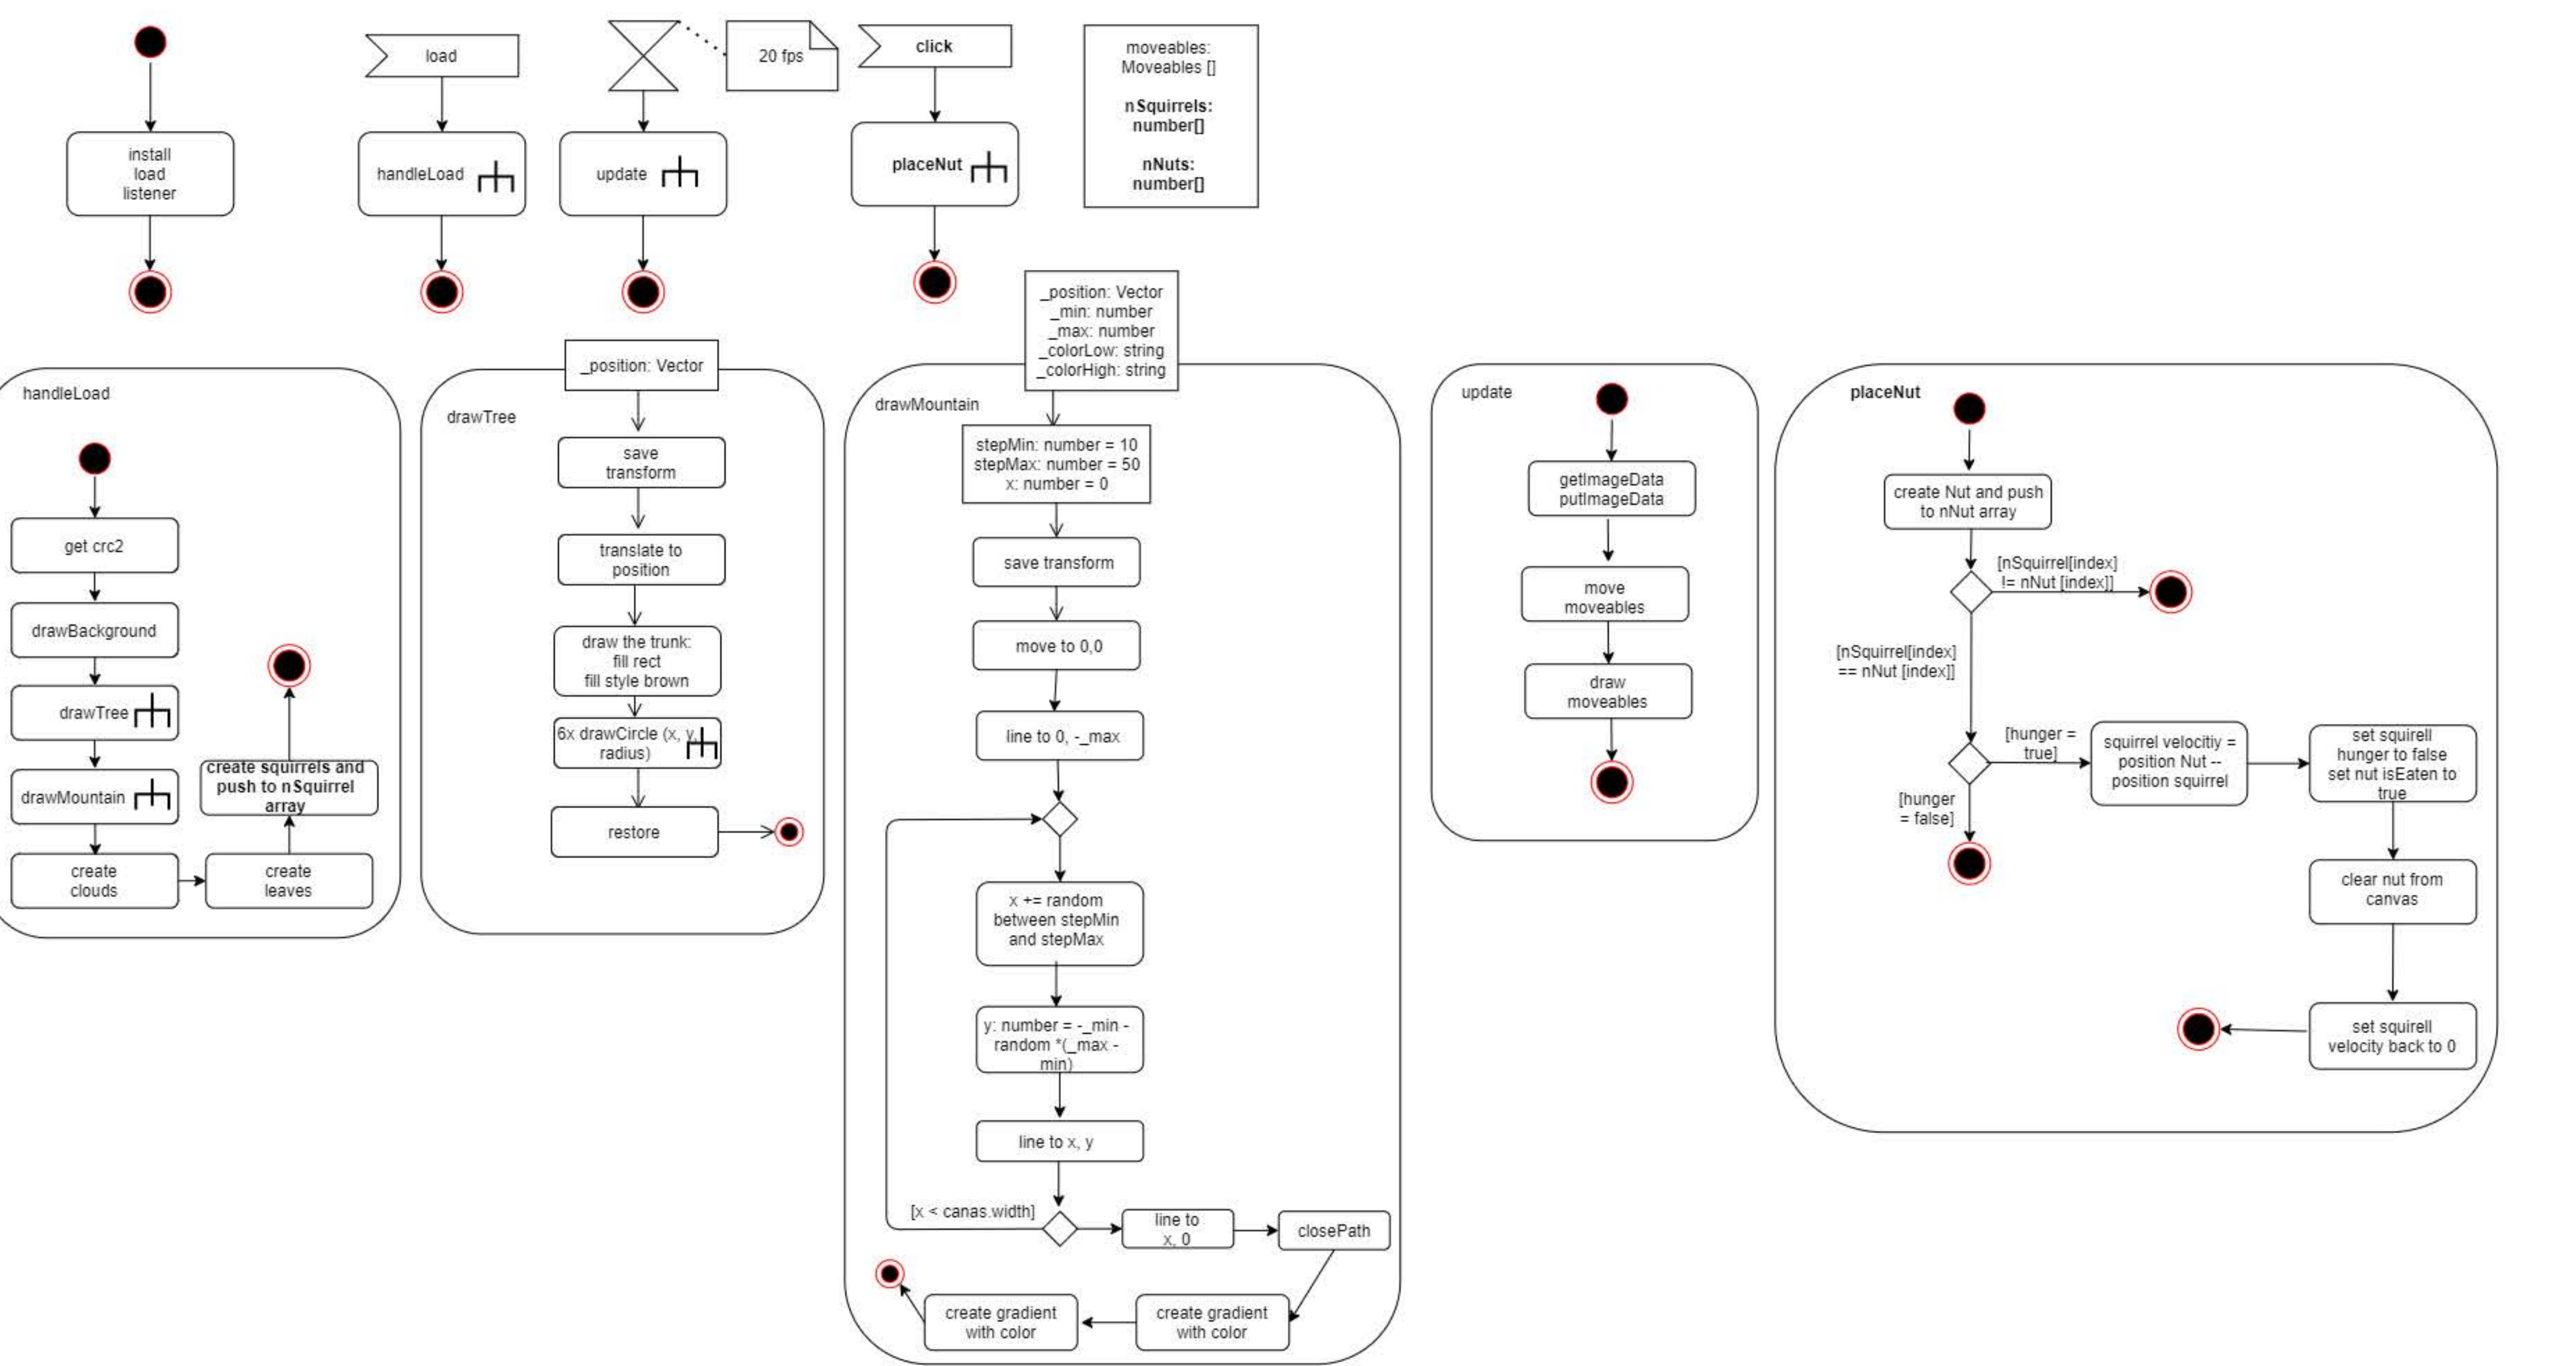 install
load
listener
load
handleLoad
20 fps
update
click
placeNut
moveables:
Moveables []
nSquirrels:
number[]
nNuts:
number[]
handleLoad
get crc2
drawBackground
drawTree
drawMountain
create
clouds
create
leaves
create squirrels and
push to nSquirrel
array
_position: Vector
drawTree
save
transform
translate to
position
draw the trunk:
fill rect
fill style brown
6x drawCircle (x, y,
radius)
restore
_position: Vector
_min: number
_max: number
_colorLow: string
_colorHigh: string
drawMountain
stepMin: number = 10
stepMax: number = 50
x: number = 0
save transform
move to 0,0
line to 0, -_max
x += random
between stepMin
and stepMax
y: number = -_min -
random *(_max -
min)
line to x, y
[x < canas.width]
line to
x, 0
closePath
create gradient
with color
create gradient
with color
update
getImageData
putImageData
move
moveables
draw
moveables
placeNut
create Nut and push
to nNut array
[nSquirrel[index]
!= nNut [index]]
[nSquirrel[index]
== nNut [index]]
[hunger =
true]
[hunger
= false]
squirrel velocitiy =
position Nut --
position squirrel
set squirell
hunger to false
set nut isEaten to
true
clear nut from
canvas
set squirell
velocity back to 0